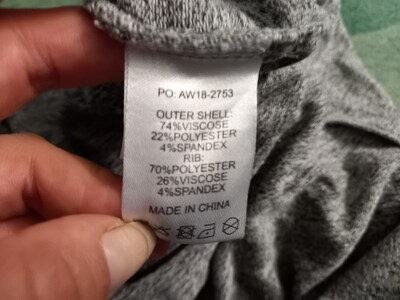 PO: AW18-2753
OUTER SHELL:
74%VISCOSE
22%POLYESTER
4%SPANDEX
RIB:
70%POLYESTER
26%VISCOSE
4%SPANDEX
MADE IN CHINA